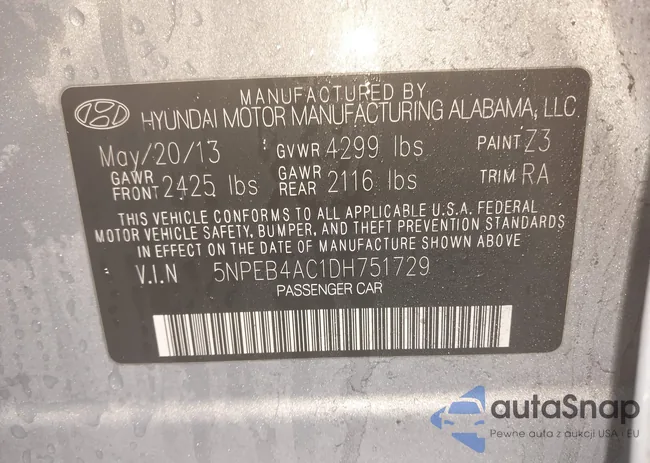 MANUFACTURED BY
HYUNDAI MOTOR MANUFACTURING ALABAMA, LLC
May/20/13 GVWR 4299 lbs PAINT Z3
GAWR FRONT 2425 lbs GAWR REAR 2116 lbs TRIM RA
THIS VEHICLE CONFORMS TO ALL APPLICABLE U.S.A. FEDERAL
MOTOR VEHICLE SAFETY, BUMPER, AND THEFT PREVENTION STANDARDS
IN EFFECT ON THE DATE OF MANUFACTURE SHOWN ABOVE
V.I.N 5NPEB4AC1DH751729
PASSENGER CAR
autaSnap
Pewne auta z aukcji USA i EU